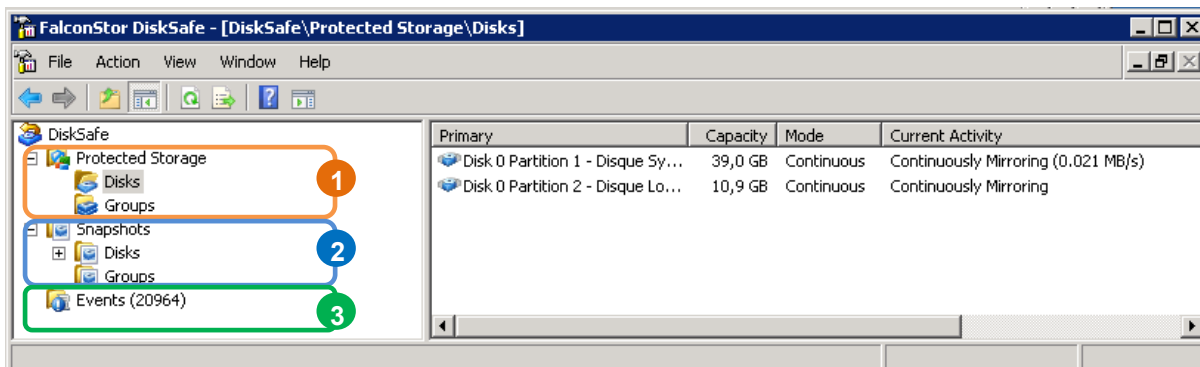 FalconStor DiskSafe - [DiskSafe\Protected Storage\Disks]
File Action View Window Help
DiskSafe
Protected Storage
Disks
Groups
1
Snapshots
Disks
Groups
2
Events (20964)
3
Primary Capacity Mode Current Activity
Disk 0 Partition 1 - Disque Sy... 39,0 GB Continuous Continuously Mirroring (0.021 MB/s)
Disk 0 Partition 2 - Disque Lo... 10,9 GB Continuous Continuously Mirroring